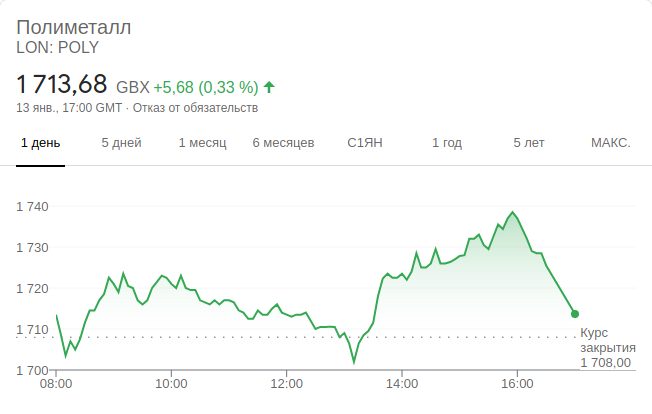 Полиметалл
LON: POLY
1 713,68 GBX +5,68 (0,33 %)
13 янв., 17:00 GMT · Отказ от обязательств
1 день 5 дней 1 месяц 6 месяцев С1ЯН 1 год 5 лет МАКС.
1 740
1 730
1 720
1 710
1 700
Курс
закрытия
1 708,00
08:00 10:00 12:00 14:00 16:00